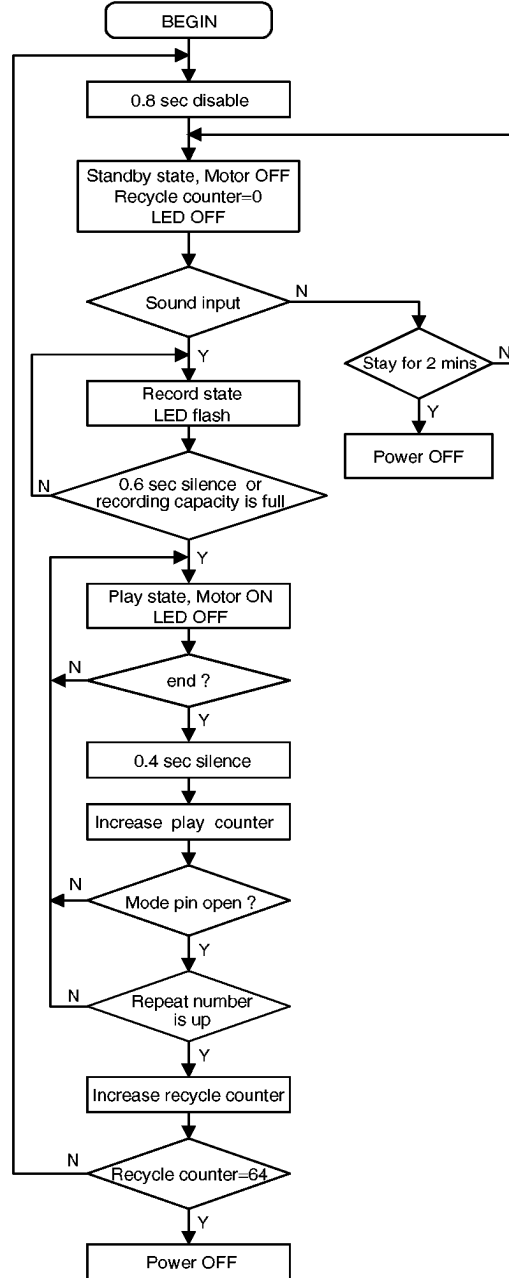 BEGIN
0.8 sec disable
Standby state, Motor OFF
Recycle counter=0
LED OFF
Sound input
N
Y
Stay for 2 mins
N
Y
Power OFF
Record state
LED flash
0.6 sec silence or
recording capacity is full
N
Y
Play state, Motor ON
LED OFF
end ?
N
Y
0.4 sec silence
Increase play counter
Mode pin open ?
N
Y
Repeat number
is up
N
Y
Increase recycle counter
Recycle counter=64
N
Y
Power OFF